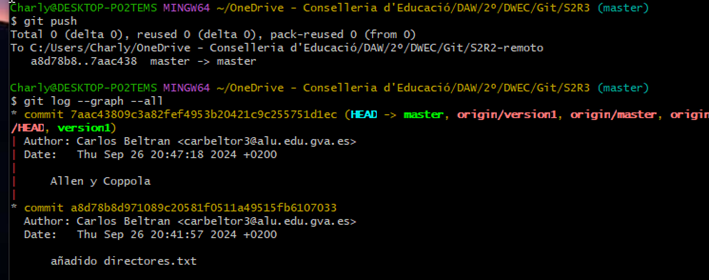 Charly@DESKTOP-PO2TEMS MINGW64 ~/OneDrive - Conselleria d'Educació/DAW/2º/DWEC/Git/S2R3 (master)
$ git push
Total 0 (delta 0), reused 0 (delta 0), pack-reused 0 (from 0)
To C:/Users/Charly/OneDrive - Conselleria d'Educació/DAW/2º/DWEC/Git/S2R2-remoto
a8d78b8..7aac438  master -> master
Charly@DESKTOP-PO2TEMS MINGW64 ~/OneDrive - Conselleria d'Educació/DAW/2º/DWEC/Git/S2R3 (master)
$ git log --graph --all
* commit 7aac43809c3a82fef4953b20421c9c255751d1ec (HEAD -> master, origin/version1, origin/master, origin
/HEAD, version1)
| Author: Carlos Beltran <carbeltor3@alu.edu.gva.es>
| Date:   Thu Sep 26 20:47:18 2024 +0200
|
|     Allen y Coppola
|
* commit a8d78b8d971089c20581f0511a49515fb6107033
Author: Carlos Beltran <carbeltor3@alu.edu.gva.es>
Date:   Thu Sep 26 20:41:57 2024 +0200
añadido directores.txt